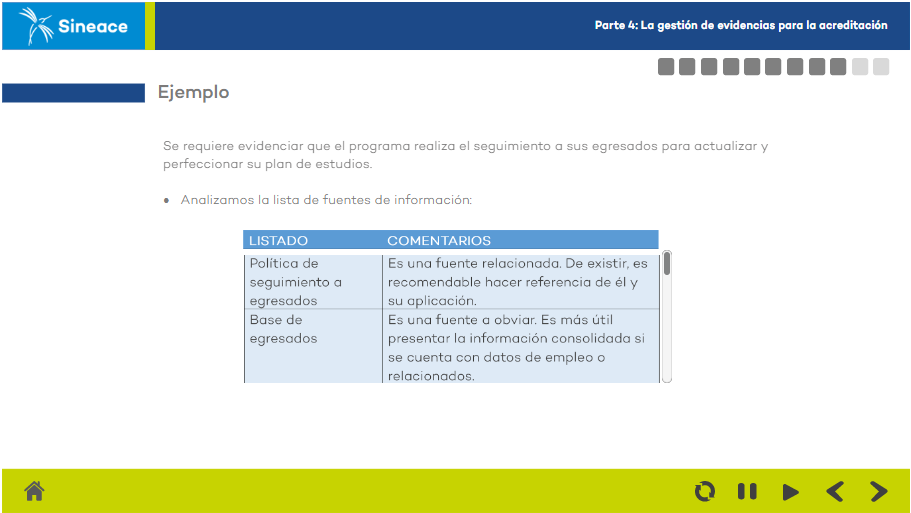 Sineace
Parte 4: La gestión de evidencias para la acreditación
Ejemplo
Se requiere evidenciar que el programa realiza el seguimiento a sus egresados para actualizar y
perfeccionar su plan de estudios.
• Analizamos la lista de fuentes de información:
LISTADO COMENTARIOS
Política de
seguimiento a
egresados
Es una fuente relacionada. De existir, es
recomendable hacer referencia de él y
su aplicación.
Base de
egresados
Es una fuente a obviar. Es más útil
presentar la información consolidada si
se cuenta con datos de empleo o
relacionados.